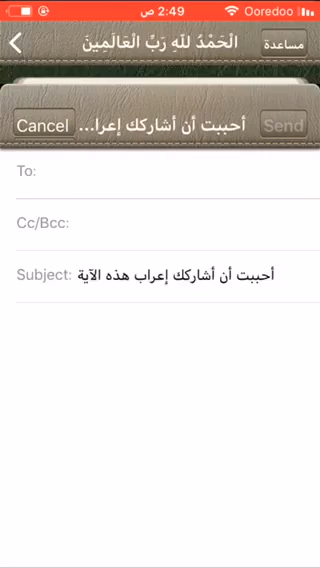 2:49 ص Ooredoo
الْحَمْدُ للّهِ رَبِّ الْعَالَمِينَ مساعدة
Cancel أحببت أن أشاركك إعرا... Send
To:
Cc/Bcc:
Subject: أحببت أن أشاركك إعراب هذه الآية